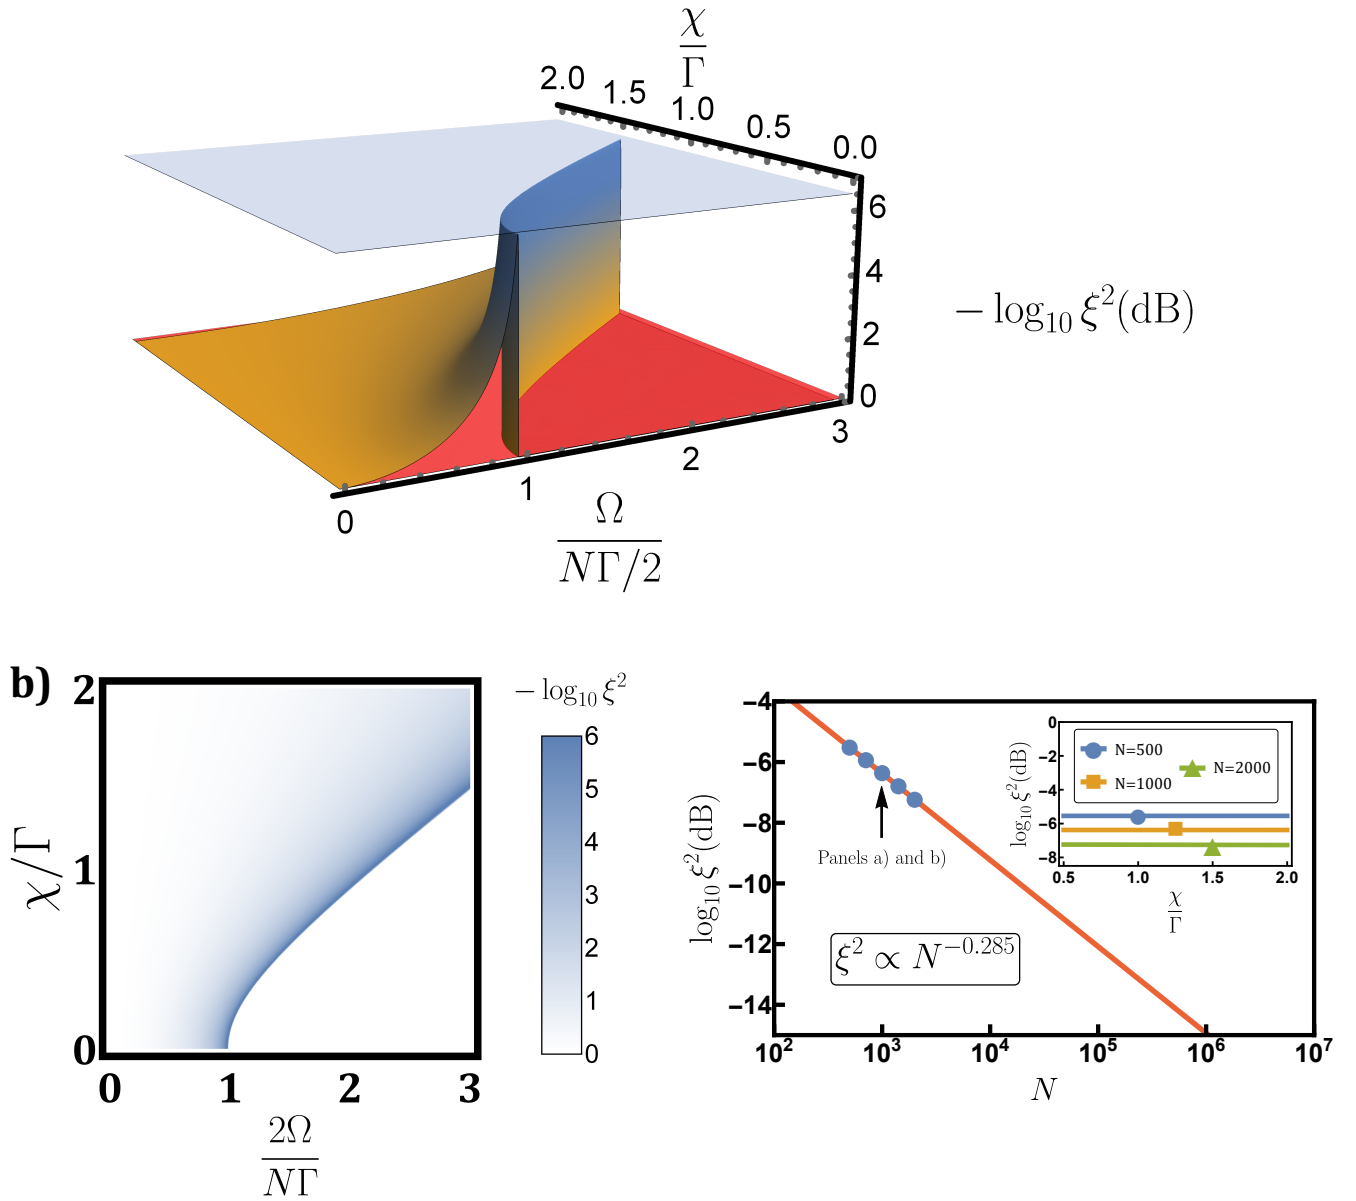 χ/Γ
2.0 1.5 1.0 0.5 0.0
6
4
2
0
− log₁₀ ξ²(dB)
0 1 2 3
Ω/(NΓ/2)
b)
χ/Γ
2
1
0
0 1 2 3
2Ω/(NΓ)
− log₁₀ ξ²
6
5
4
3
2
1
0
log₁₀ ξ²(dB)
−4
−6
−8
−10
−12
−14
Panels a) and b)
ξ² ∝ N^−0.285
10² 10³ 10⁴ 10⁵ 10⁶ 10⁷
N
log₁₀ ξ²(dB)
0
−2
−4
−6
−8
N=500
N=1000
N=2000
0.5 1.0 1.5 2.0
χ/Γ